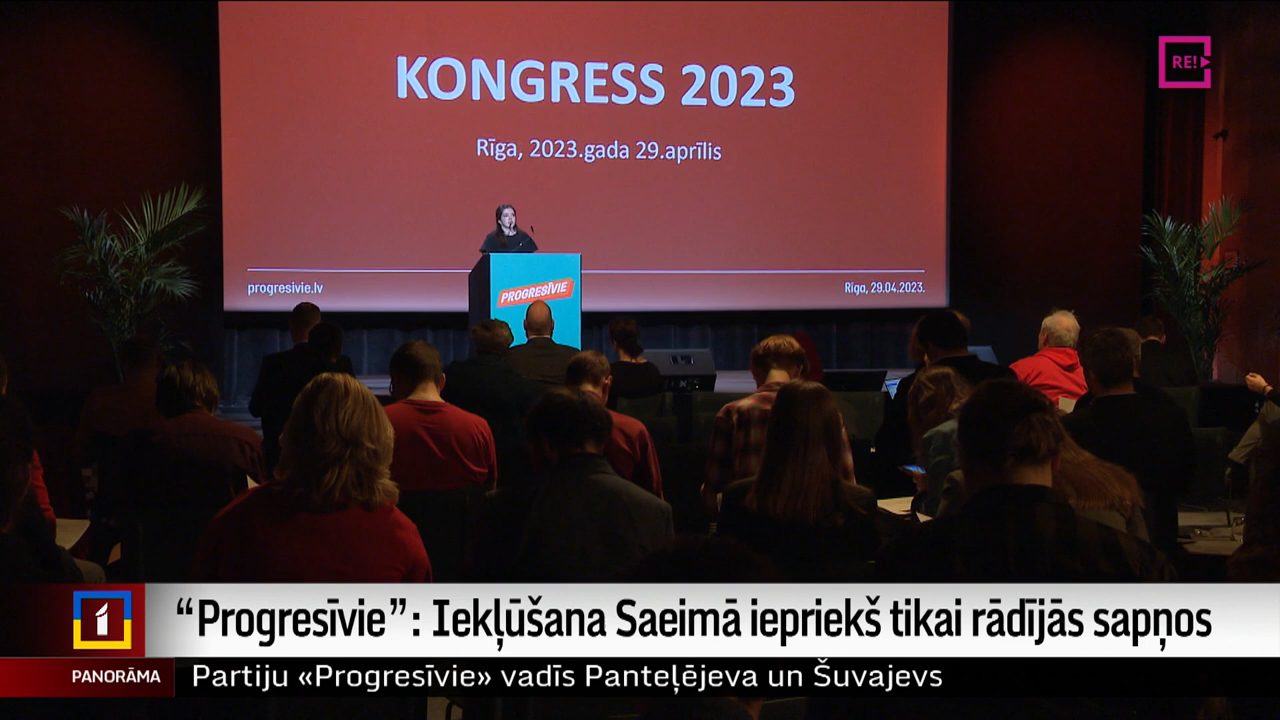 RE!
KONGRESS 2023
Rīga, 2023.gada 29.aprīlis
progresivie.lv
Rīga, 29.04.2023.
PROGRESĪVIE
1
“Progresīvie”: Iekļūšana Saeimā iepriekš tikai rādījās sapņos
PANORĀMA
Partiju «Progresīvie» vadīs Panteļējeva un Šuvajevs